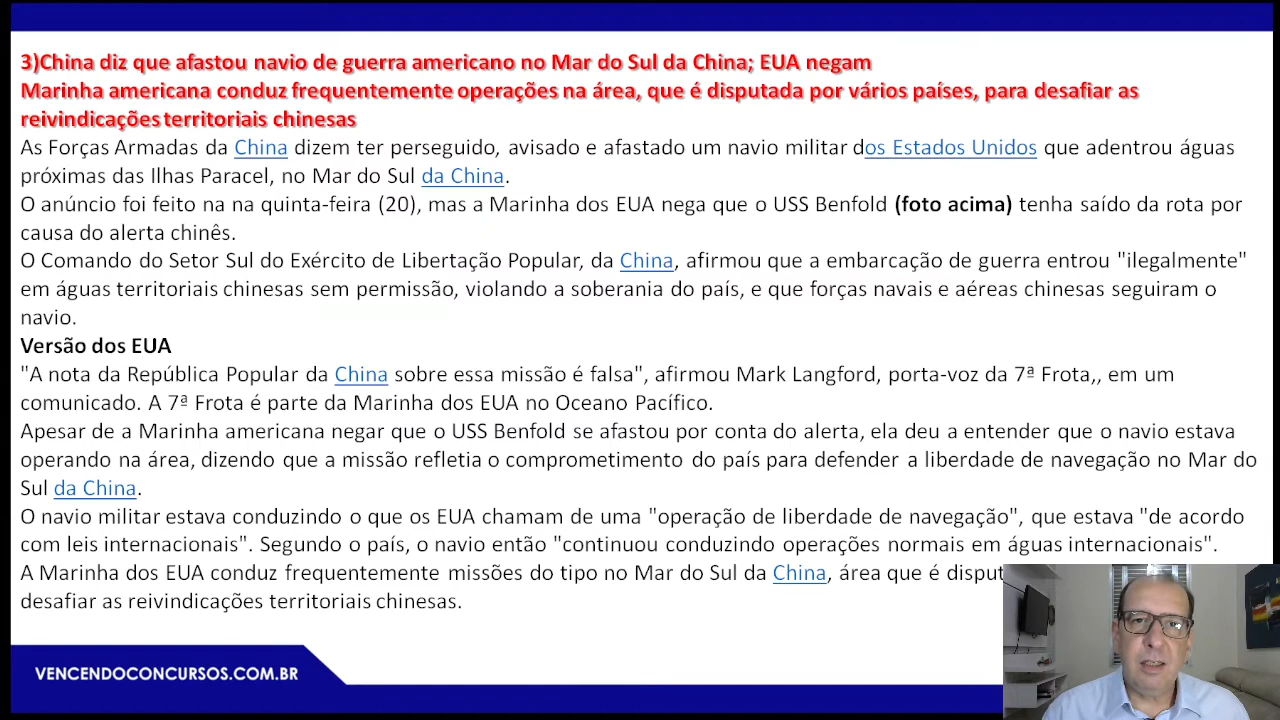 3)China diz que afastou navio de guerra americano no Mar do Sul da China; EUA negam
Marinha americana conduz frequentemente operações na área, que é disputada por vários países, para desafiar as
reivindicações territoriais chinesas
As Forças Armadas da China dizem ter perseguido, avisado e afastado um navio militar dos Estados Unidos que adentrou águas
próximas das Ilhas Paracel, no Mar do Sul da China.
O anúncio foi feito na na quinta-feira (20), mas a Marinha dos EUA nega que o USS Benfold (foto acima) tenha saído da rota por
causa do alerta chinês.
O Comando do Setor Sul do Exército de Libertação Popular, da China, afirmou que a embarcação de guerra entrou "ilegalmente"
em águas territoriais chinesas sem permissão, violando a soberania do país, e que forças navais e aéreas chinesas seguiram o
navio.
Versão dos EUA
"A nota da República Popular da China sobre essa missão é falsa", afirmou Mark Langford, porta-voz da 7ª Frota,, em um
comunicado. A 7ª Frota é parte da Marinha dos EUA no Oceano Pacífico.
Apesar de a Marinha americana negar que o USS Benfold se afastou por conta do alerta, ela deu a entender que o navio estava
operando na área, dizendo que a missão refletia o comprometimento do país para defender a liberdade de navegação no Mar do
Sul da China.
O navio militar estava conduzindo o que os EUA chamam de uma "operação de liberdade de navegação", que estava "de acordo
com leis internacionais". Segundo o país, o navio então "continuou conduzindo operações normais em águas internacionais".
A Marinha dos EUA conduz frequentemente missões do tipo no Mar do Sul da China, área que é disput
desafiar as reivindicações territoriais chinesas.
VENCENDOCONCURSOS.COM.BR